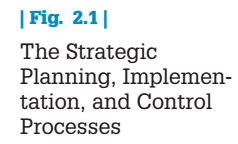 | Fig. 2.1 |
The Strategic
Planning, Implemen-
tation, and Control
Processes